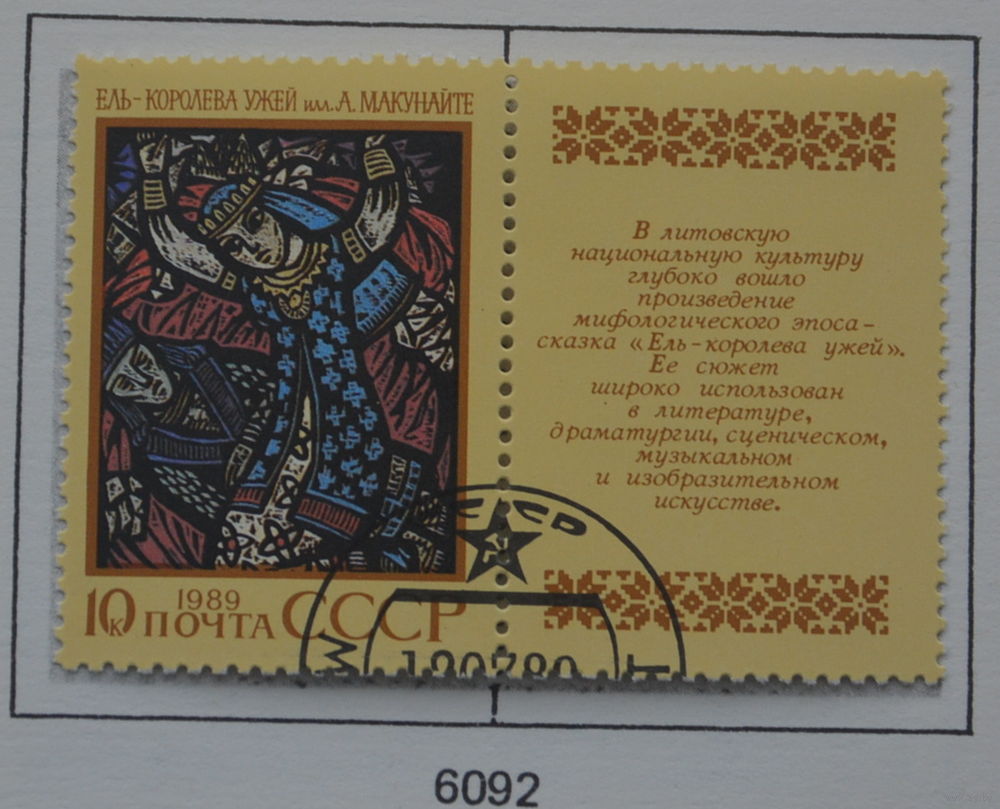 ЕЛЬ-КОРОЛЕВА УЖЕЙ илл. А. МАКУНАЙТЕ
В литовскую
национальную культуру
глубоко вошло
произведение
мифологического эпоса-
сказка «Ель-королева ужей».
Ее сюжет
широко использован
в литературе,
драматургии, сценическом,
музыкальном
и изобразительном
искусстве.
СССР
10к 1989
ПОЧТА СССР
6092